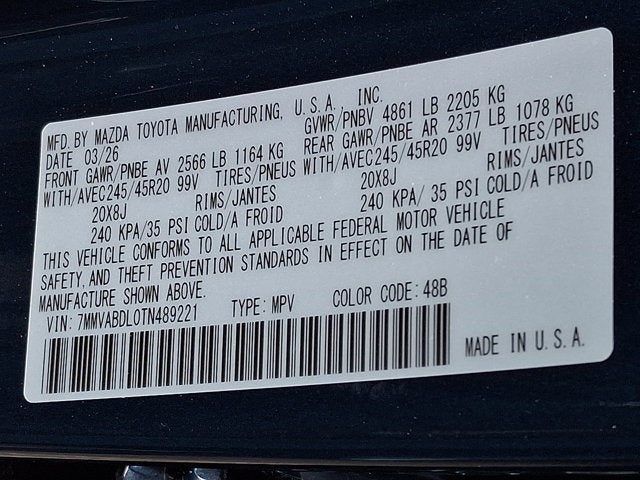 MFD. BY MAZDA TOYOTA MANUFACTURING, U.S.A., INC.
DATE 03/26 GVWR/PNBV 4861 LB 2205 KG
FRONT GAWR/PNBE AV 2566 LB 1164 KG REAR GAWR/PNBE AR 2377 LB 1078 KG
WITH/AVEC245/45R20 99V TIRES/PNEUS WITH/AVEC245/45R20 99V TIRES/PNEUS
20X8J RIMS/JANTES 20X8J RIMS/JANTES
240 KPA/35 PSI COLD/A FROID 240 KPA/ 35 PSI COLD/A FROID
THIS VEHICLE CONFORMS TO ALL APPLICABLE FEDERAL MOTOR VEHICLE
SAFETY, AND THEFT PREVENTION STANDARDS IN EFFECT ON THE DATE OF
MANUFACTURE SHOWN ABOVE.
VIN: 7MMVABDL0TN489221 TYPE: MPV COLOR CODE: 48B
MADE IN U.S.A.